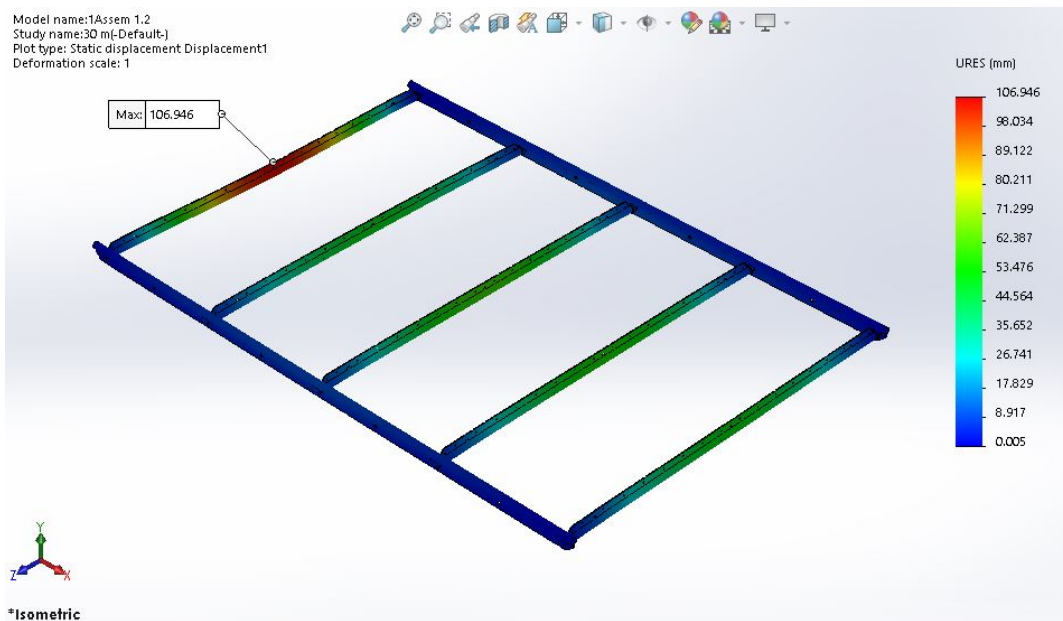 Model name:1Assem 1.2
Study name:30 m(-Default-)
Plot type: Static displacement Displacement1
Deformation scale: 1
URES (mm)
106.946
98.034
89.122
80.211
71.299
62.387
53.476
44.564
35.652
26.741
17.829
8.917
0.005
Max: 106.946
Y
Z
X
*Isometric